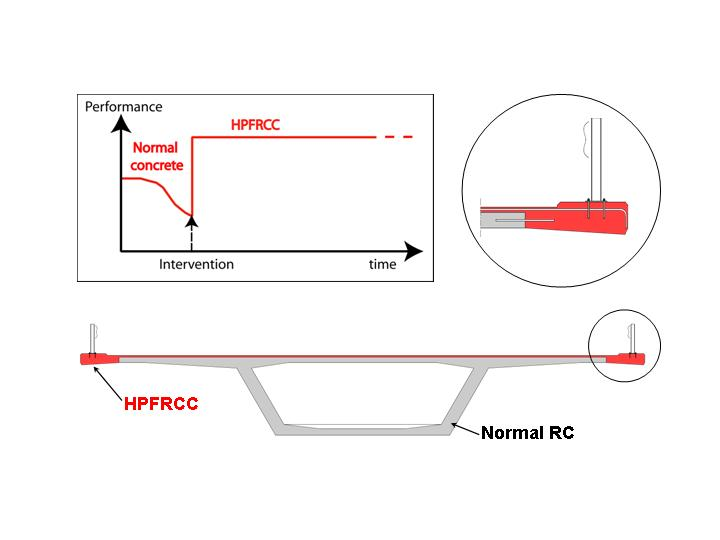 Performance
HPFRCC
Normal
concrete
Intervention
time
HPFRCC
Normal RC